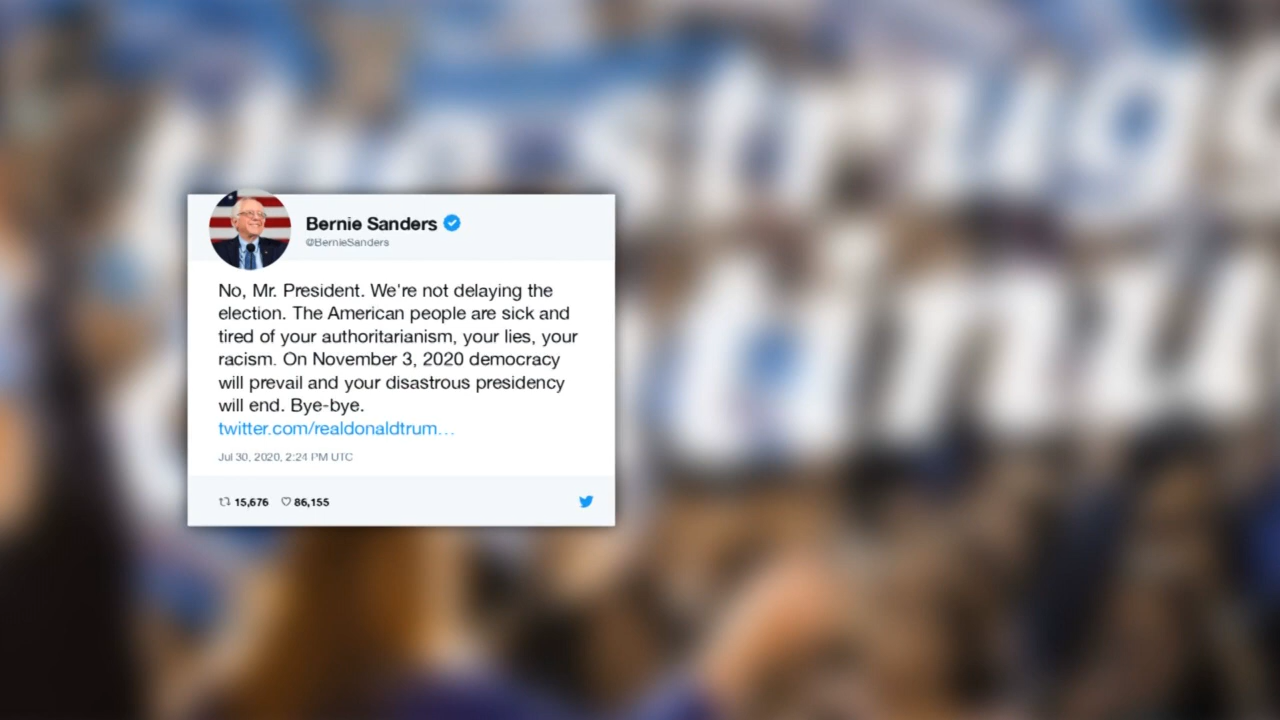 Bernie Sanders
@BernieSanders
No, Mr. President. We're not delaying the
election. The American people are sick and
tired of your authoritarianism, your lies, your
racism. On November 3, 2020 democracy
will prevail and your disastrous presidency
will end. Bye-bye.
twitter.com/realdonaldtrum…
Jul 30, 2020, 2:24 PM UTC
15,676 86,155